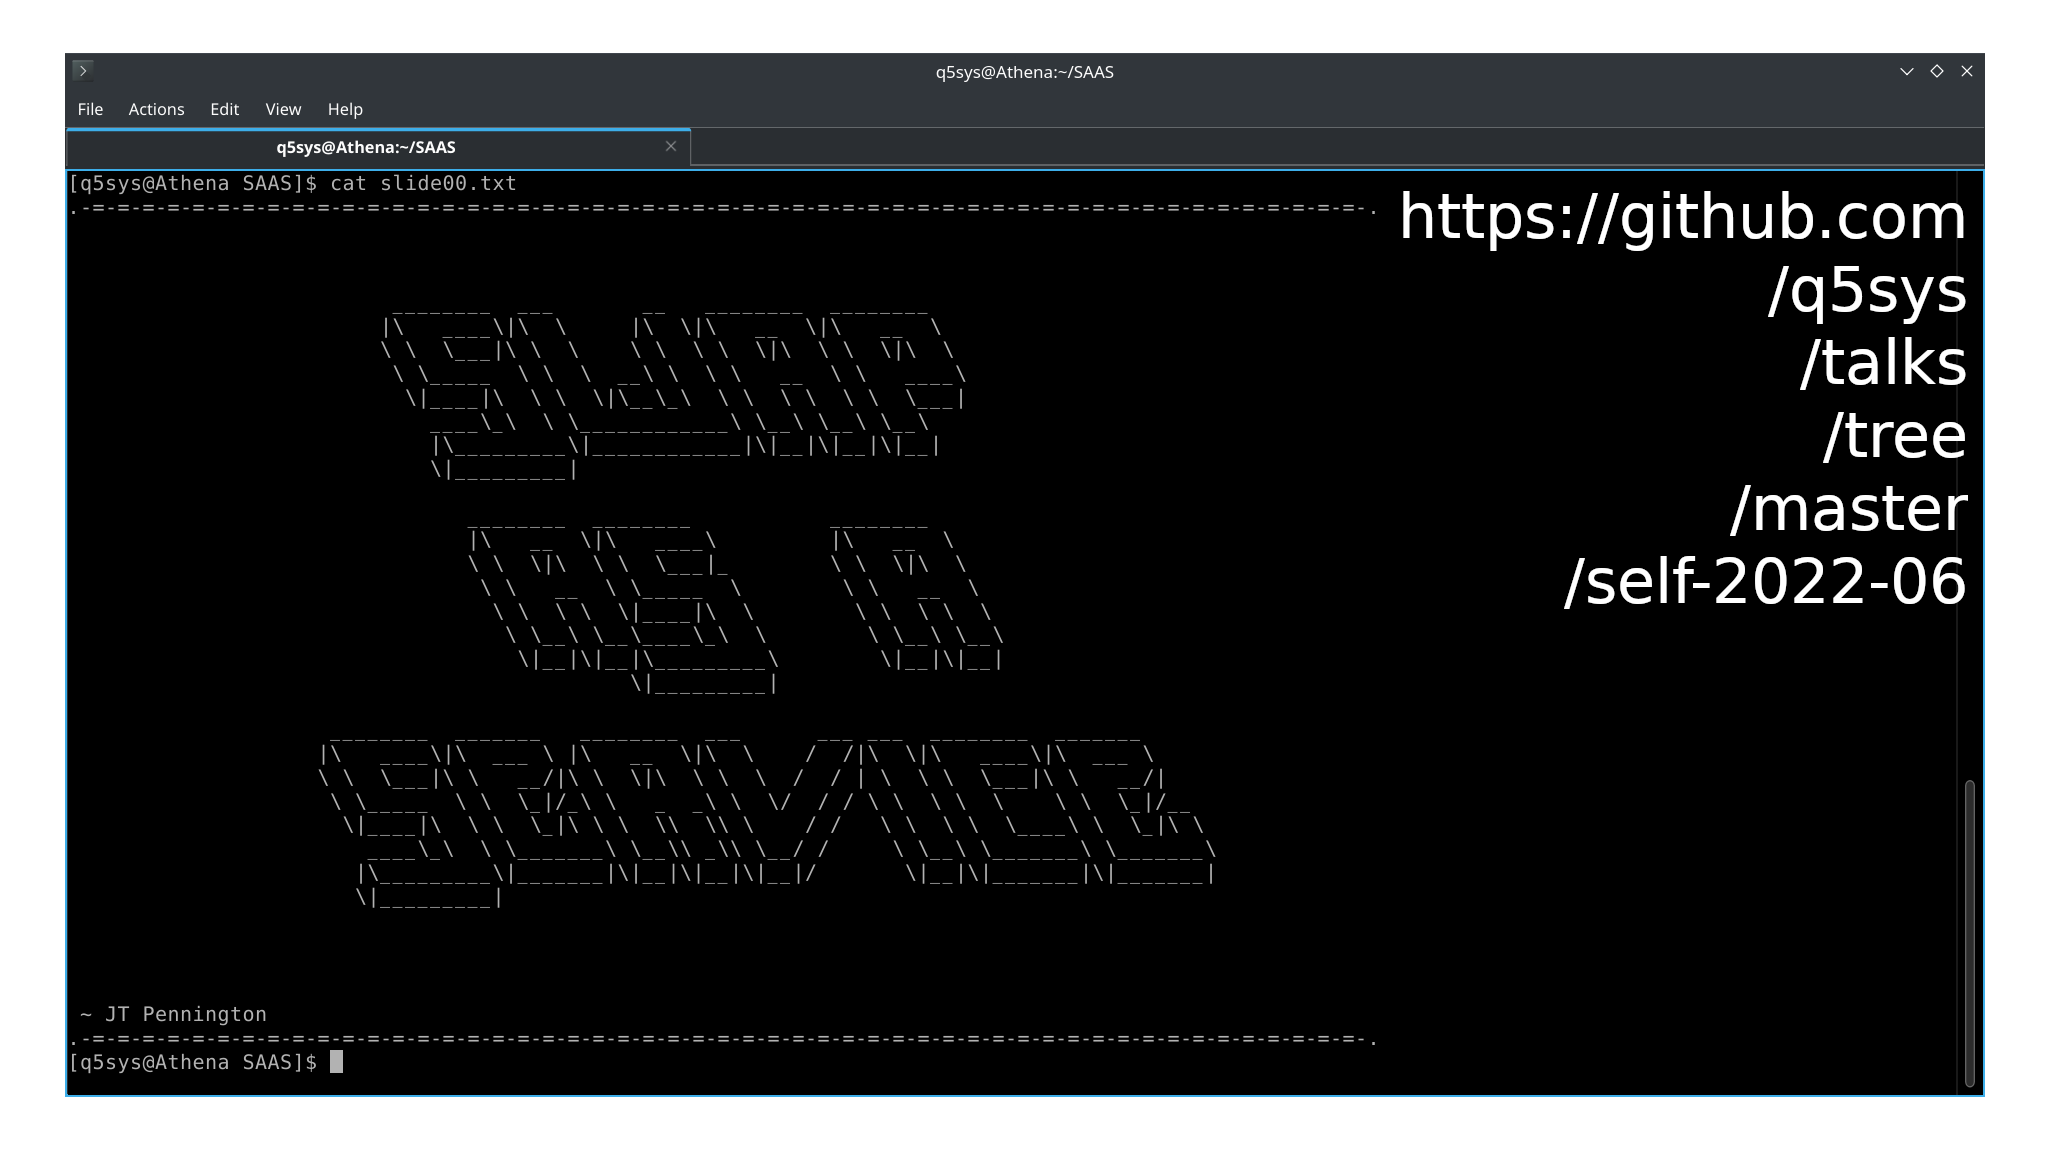 q5sys@Athena:~/SAAS
File Actions Edit View Help
q5sys@Athena:~/SAAS
[q5sys@Athena SAAS]$ cat slide00.txt
SWAP
AS A
SERVICE
~ JT Pennington
[q5sys@Athena SAAS]$
https://github.com
/q5sys
/talks
/tree
/master
/self-2022-06